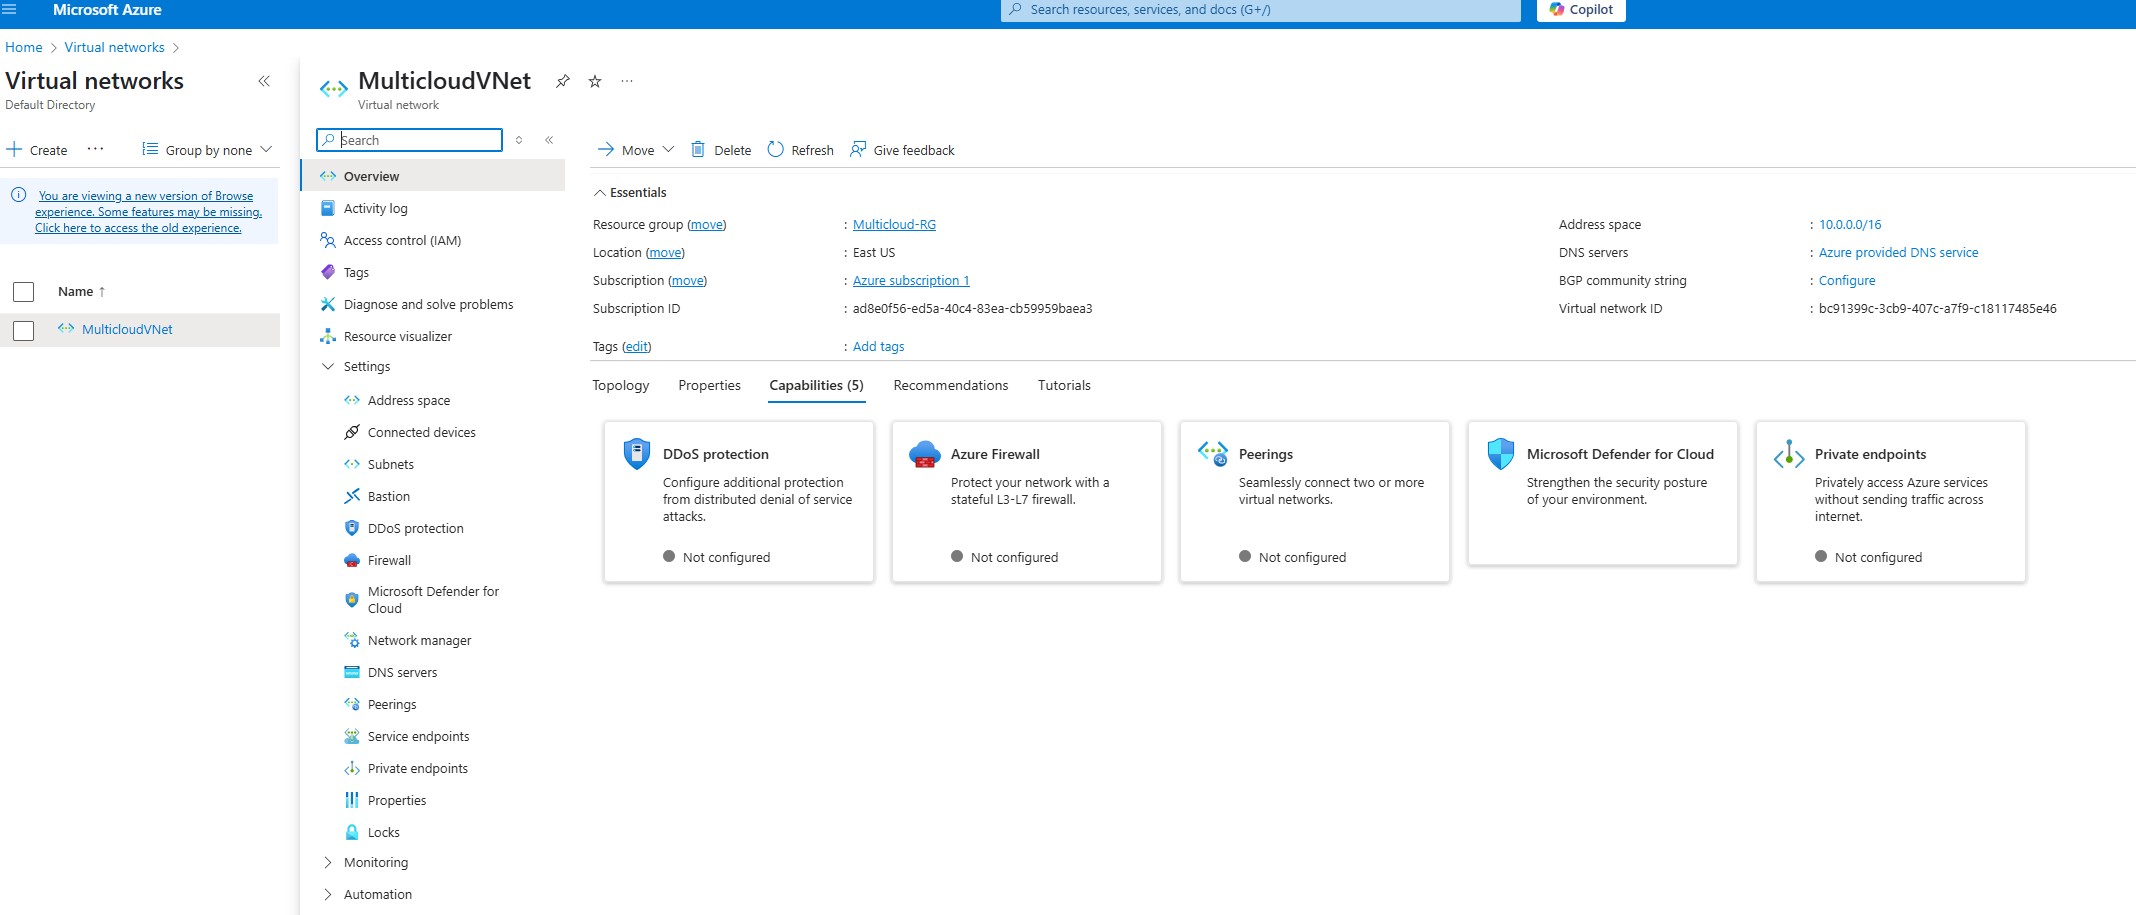 Microsoft Azure
Search resources, services, and docs (G+/)
Copilot
Home
Virtual networks
Virtual networks
Default Directory
Create
Group by none
You are viewing a new version of Browse
experience. Some features may be missing.
Click here to access the old experience.
Name ↑
MulticloudVNet
MulticloudVNet
Virtual network
Search
Overview
Activity log
Access control (IAM)
Tags
Diagnose and solve problems
Resource visualizer
Settings
Address space
Connected devices
Subnets
Bastion
DDoS protection
Firewall
Microsoft Defender for
Cloud
Network manager
DNS servers
Peerings
Service endpoints
Private endpoints
Properties
Locks
Monitoring
Automation
Move
Delete
Refresh
Give feedback
Essentials
Resource group (move) : Multicloud-RG
Location (move) : East US
Subscription (move) : Azure subscription 1
Subscription ID : ad8e0f56-ed5a-40c4-83ea-cb59959baea3
Tags (edit) : Add tags
Address space : 10.0.0.0/16
DNS servers : Azure provided DNS service
BGP community string : Configure
Virtual network ID : bc91399c-3cb9-407c-a7f9-c18117485e46
Topology
Properties
Capabilities (5)
Recommendations
Tutorials
DDoS protection
Configure additional protection
from distributed denial of service
attacks.
Not configured
Azure Firewall
Protect your network with a
stateful L3-L7 firewall.
Not configured
Peerings
Seamlessly connect two or more
virtual networks.
Not configured
Microsoft Defender for Cloud
Strengthen the security posture
of your environment.
Private endpoints
Privately access Azure services
without sending traffic across
internet.
Not configured